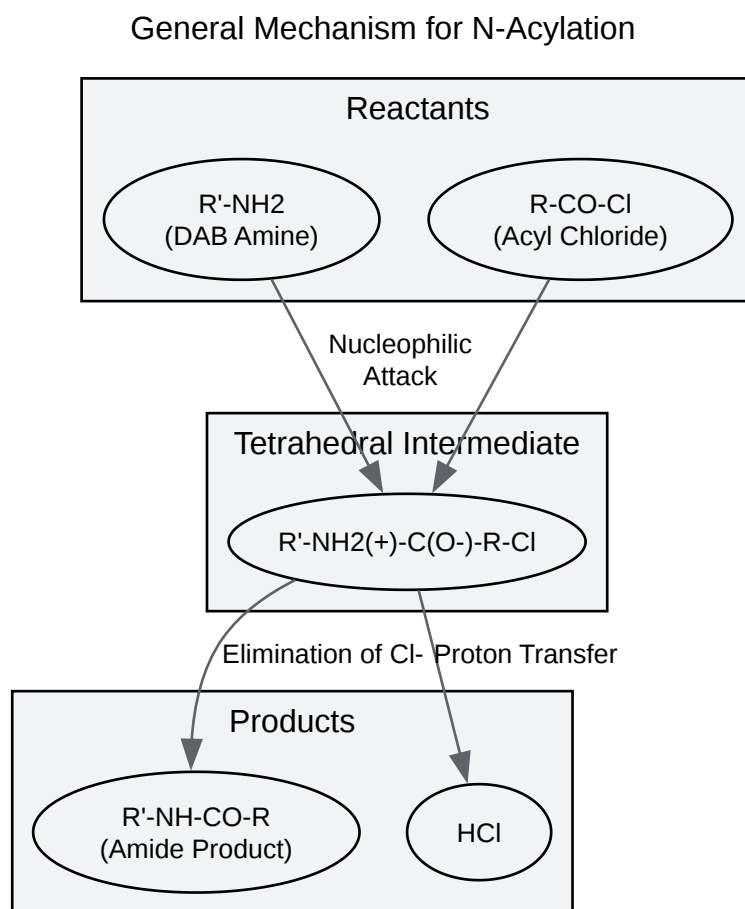 General Mechanism for N-Acylation
Reactants
R'-NH2
(DAB Amine)
R-CO-Cl
(Acyl Chloride)
Nucleophilic
Attack
Tetrahedral Intermediate
R'-NH2(+)-C(O-)-R-Cl
Elimination of Cl-
Proton Transfer
Products
R'-NH-CO-R
(Amide Product)
HCl